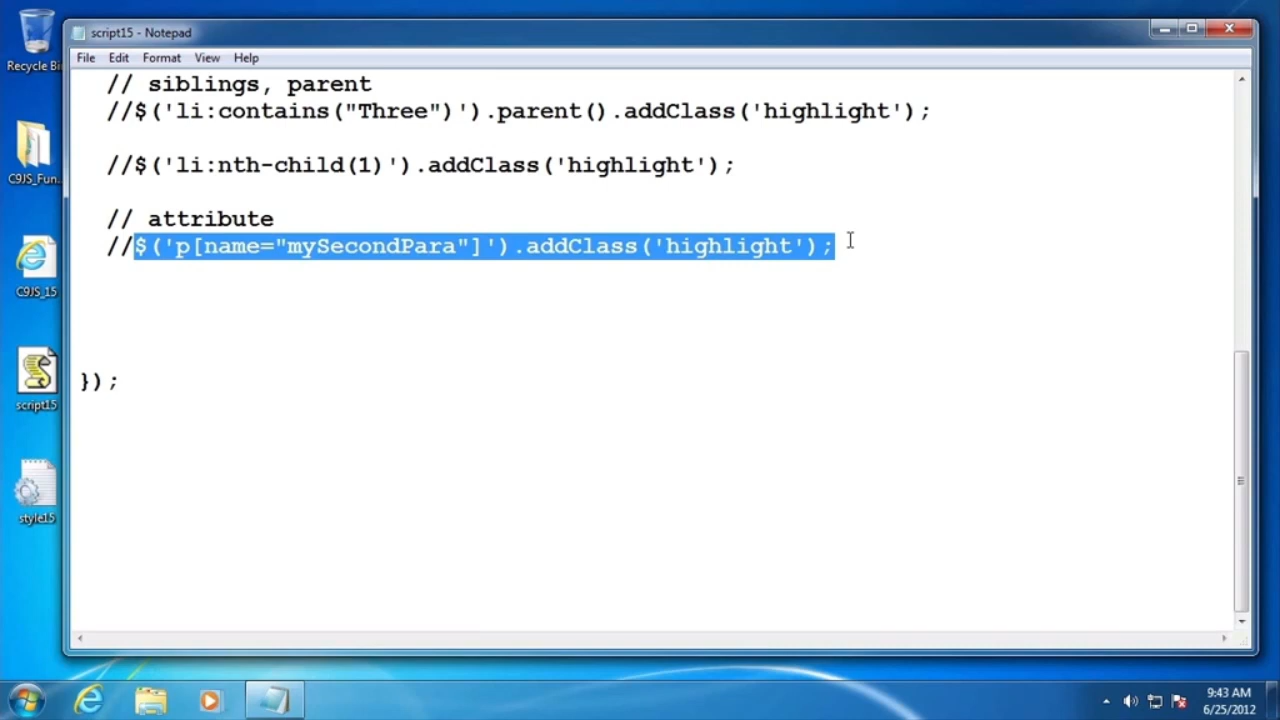 script15 - Notepad
File Edit Format View Help
// siblings, parent
//$('li:contains("Three")').parent().addClass('highlight');
//$('li:nth-child(1)').addClass('highlight');
// attribute
//$('p[name="mySecondPara"]').addClass('highlight');
});
Recycle Bi
C9JS_Fun...
C9JS_15
script15
style15
9:43 AM
6/25/2012